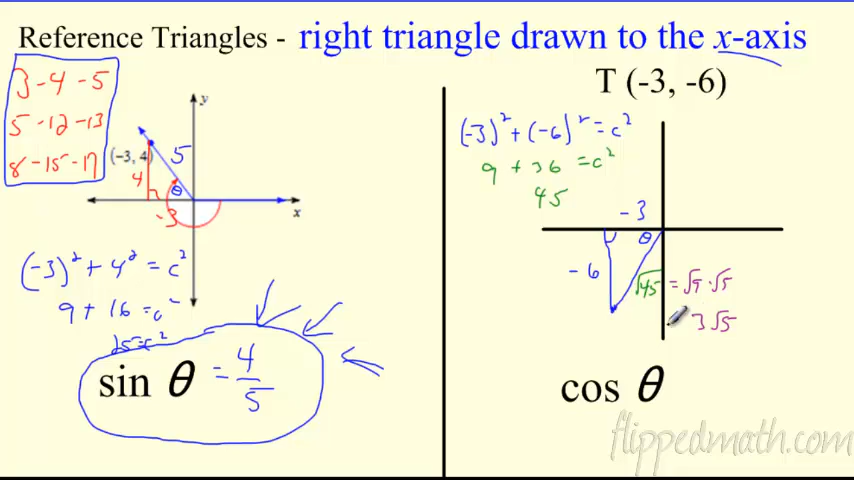 Reference Triangles - right triangle drawn to the x-axis
3-4-5
5-12-13
8-15-17
y
(-3, 4)
5
4
θ
-3
x
(-3)² + 4² = c²
9 + 16 = c²
25 = c²
sin θ = 4/5
T (-3, -6)
(-3)² + (-6)² = c²
9 + 36 = c²
45
-3
θ
-6
√45 = √9 · √5
3√5
cos θ
flippedmath.com